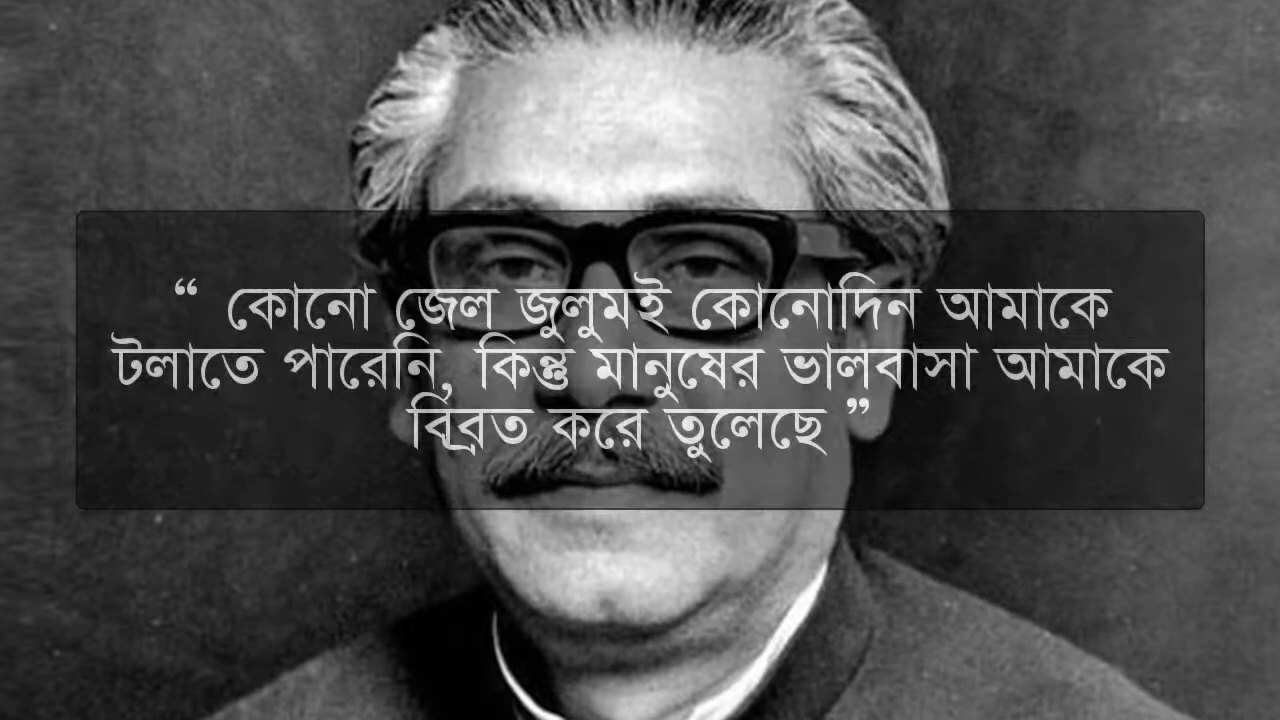 “ কোনো জেল জুলুমই কোনোদিন আমাকে
টলাতে পারেনি, কিন্তু মানুষের ভালবাসা আমাকে
বিব্রত করে তুলেছে ”